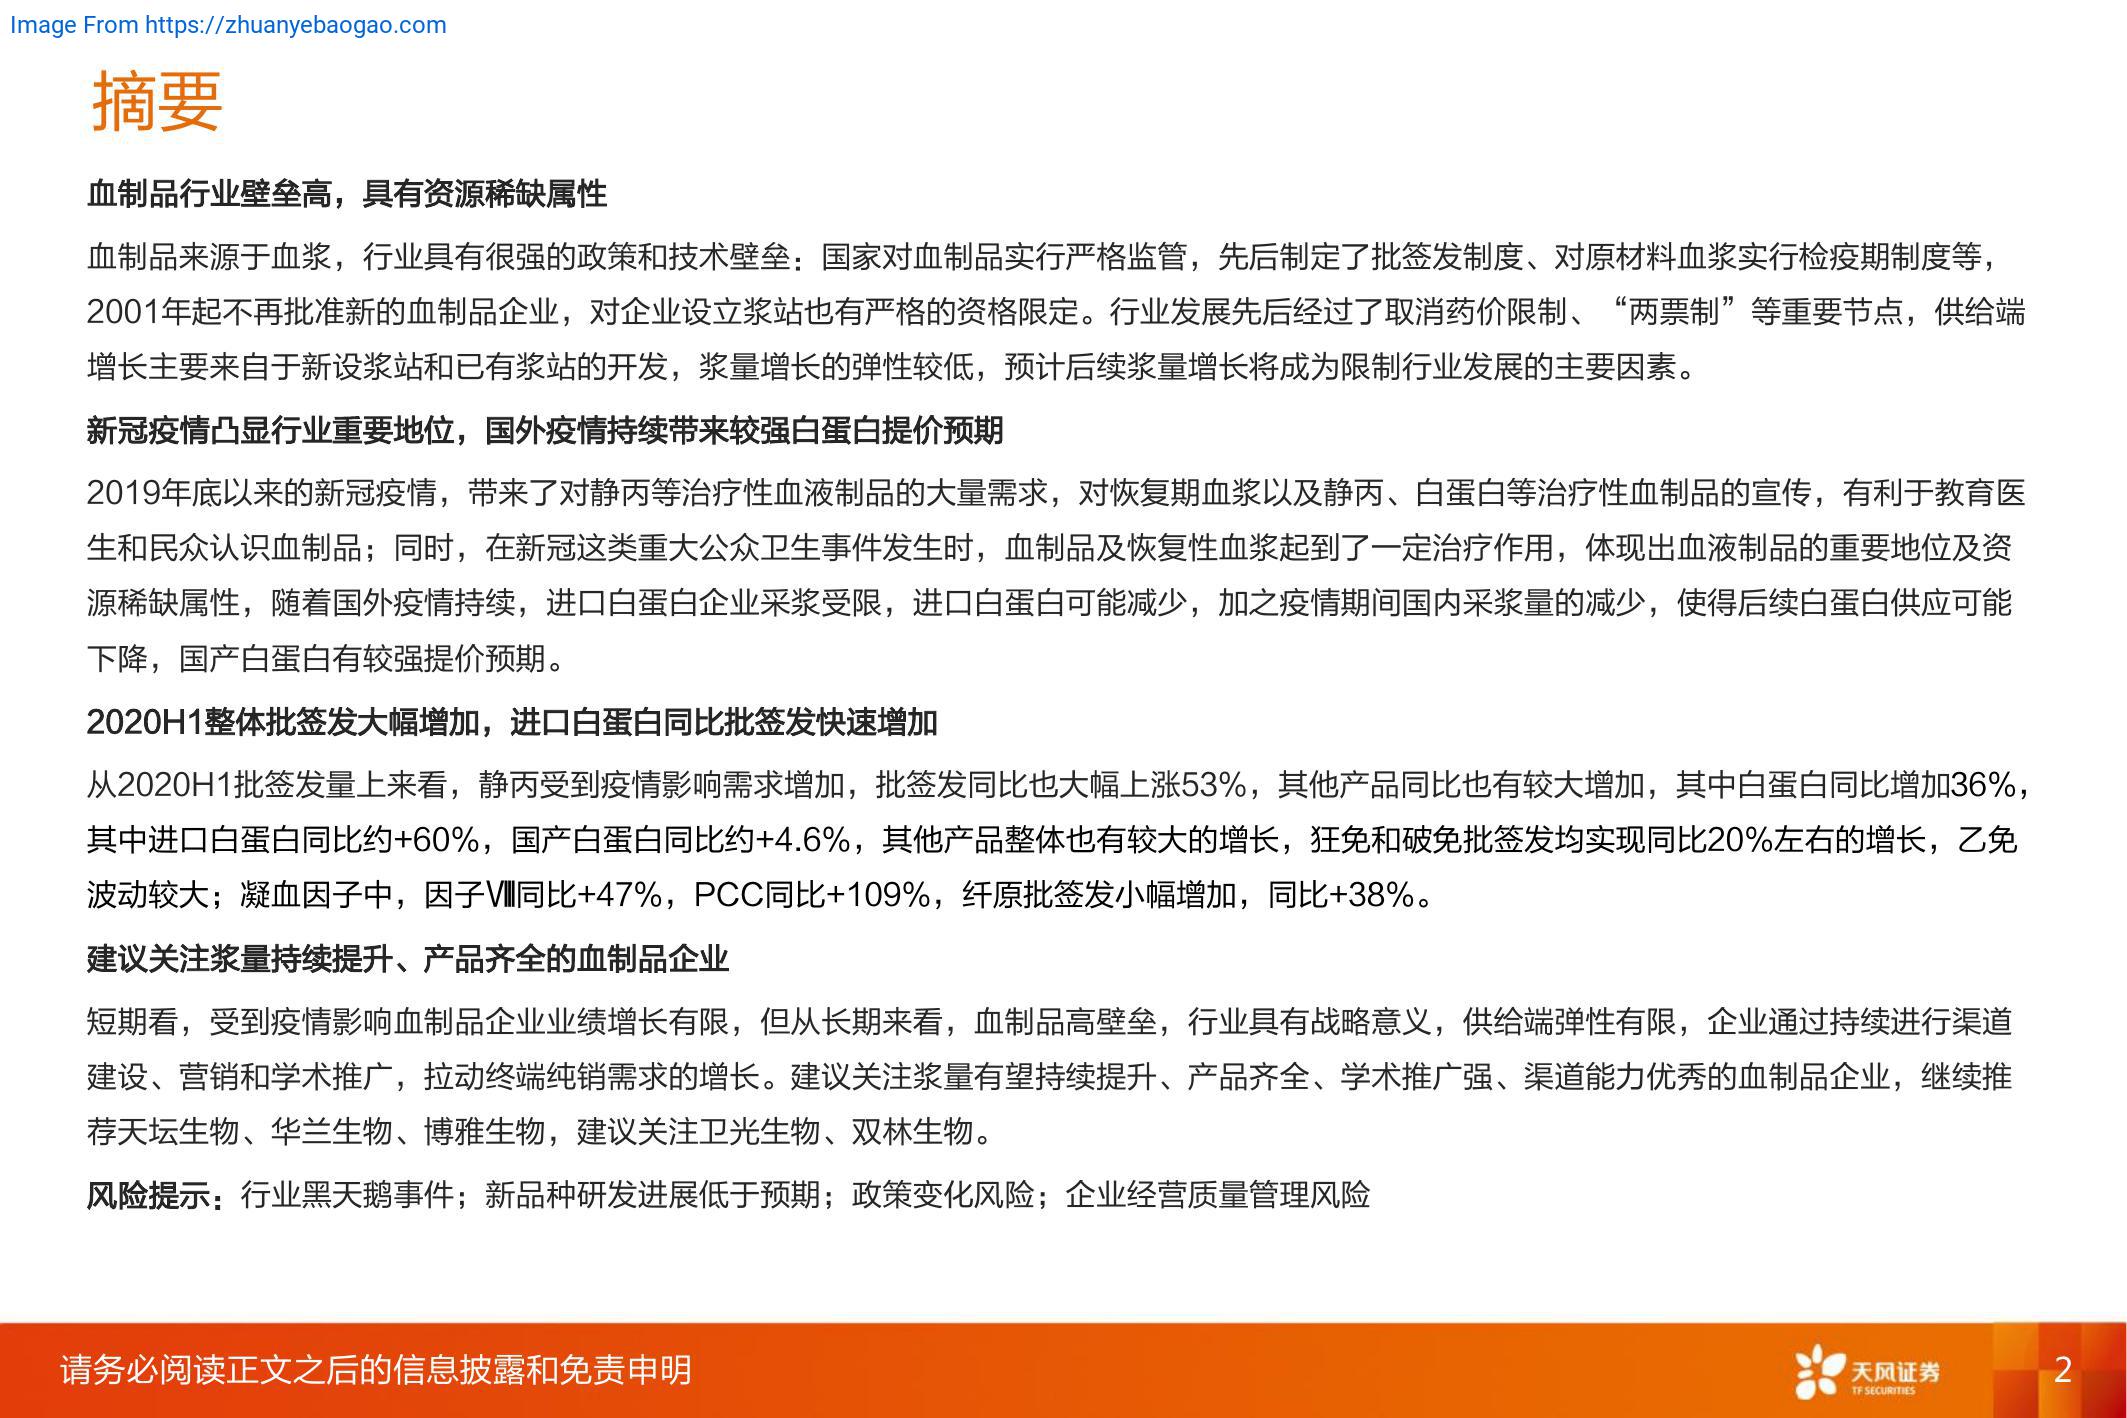 Image From https://zhuanyebaogao.com
摘要
血制品行业壁垒高，具有资源稀缺属性
血制品来源于血浆，行业具有很强的政策和技术壁垒：国家对血制品实行严格监管，先后制定了批签发制度、对原材料血浆实行检疫期制度等，
2001年起不再批准新的血制品企业，对企业设立浆站也有严格的资格限定。行业发展先后经过了取消药价限制、“两票制”等重要节点，供给端
增长主要来自于新设浆站和已有浆站的开发，浆量增长的弹性较低，预计后续浆量增长将成为限制行业发展的主要因素。
新冠疫情凸显行业重要地位，国外疫情持续带来较强白蛋白提价预期
2019年底以来的新冠疫情，带来了对静丙等治疗性血液制品的大量需求，对恢复期血浆以及静丙、白蛋白等治疗性血制品的宣传，有利于教育医
生和民众认识血制品；同时，在新冠这类重大公众卫生事件发生时，血制品及恢复性血浆起到了一定治疗作用，体现出血液制品的重要地位及资
源稀缺属性，随着国外疫情持续，进口白蛋白企业采浆受限，进口白蛋白可能减少，加之疫情期间国内采浆量的减少，使得后续白蛋白供应可能
下降，国产白蛋白有较强提价预期。
2020H1整体批签发大幅增加，进口白蛋白同比批签发快速增加
从2020H1批签发量上来看，静丙受到疫情影响需求增加，批签发同比也大幅上涨53%，其他产品同比也有较大增加，其中白蛋白同比增加36%，
其中进口白蛋白同比约+60%，国产白蛋白同比约+4.6%，其他产品整体也有较大的增长，狂免和破免批签发均实现同比20%左右的增长，乙免
波动较大；凝血因子中，因子Ⅷ同比+47%，PCC同比+109%，纤原批签发小幅增加，同比+38%。
建议关注浆量持续提升、产品齐全的血制品企业
短期看，受到疫情影响血制品企业业绩增长有限，但从长期来看，血制品高壁垒，行业具有战略意义，供给端弹性有限，企业通过持续进行渠道
建设、营销和学术推广，拉动终端纯销需求的增长。建议关注浆量有望持续提升、产品齐全、学术推广强、渠道能力优秀的血制品企业，继续推
荐天坛生物、华兰生物、博雅生物，建议关注卫光生物、双林生物。
风险提示：行业黑天鹅事件；新品种研发进展低于预期；政策变化风险；企业经营质量管理风险
请务必阅读正文之后的信息披露和免责申明
天风证券
TF SECURITIES
2